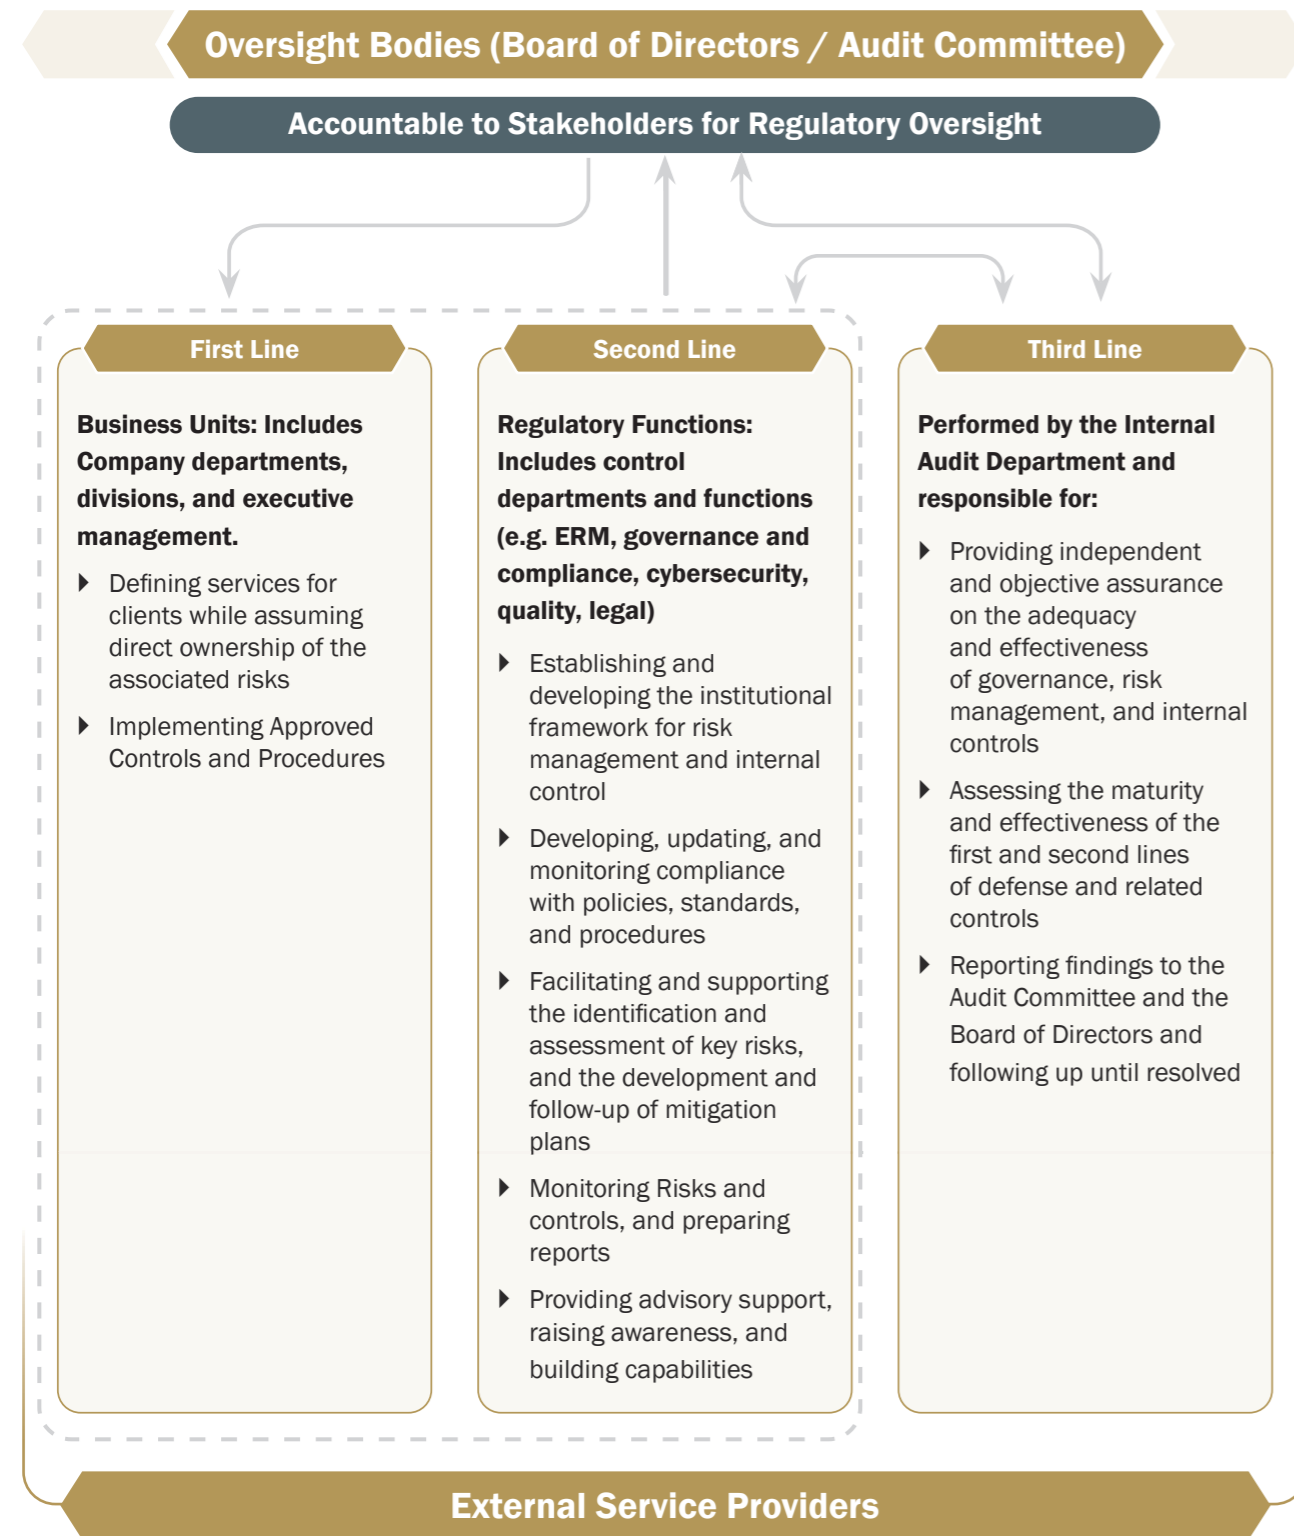 Oversight Bodies (Board of Directors / Audit Committee)
Accountable to Stakeholders for Regulatory Oversight
First Line
Business Units: Includes
Company departments,
divisions, and executive
management.
Defining services for
clients while assuming
direct ownership of the
associated risks
Implementing Approved
Controls and Procedures
Second Line
Regulatory Functions:
Includes control
departments and functions
(e.g. ERM, governance and
compliance, cybersecurity,
quality, legal)
Establishing and
developing the institutional
framework for risk
management and internal
control
Developing, updating, and
monitoring compliance
with policies, standards,
and procedures
Facilitating and supporting
the identification and
assessment of key risks,
and the development and
follow-up of mitigation
plans
Monitoring Risks and
controls, and preparing
reports
Providing advisory support,
raising awareness, and
building capabilities
Third Line
Performed by the Internal
Audit Department and
responsible for:
Providing independent
and objective assurance
on the adequacy
and effectiveness
of governance, risk
management, and internal
controls
Assessing the maturity
and effectiveness of the
first and second lines
of defense and related
controls
Reporting findings to the
Audit Committee and the
Board of Directors and
following up until resolved
External Service Providers